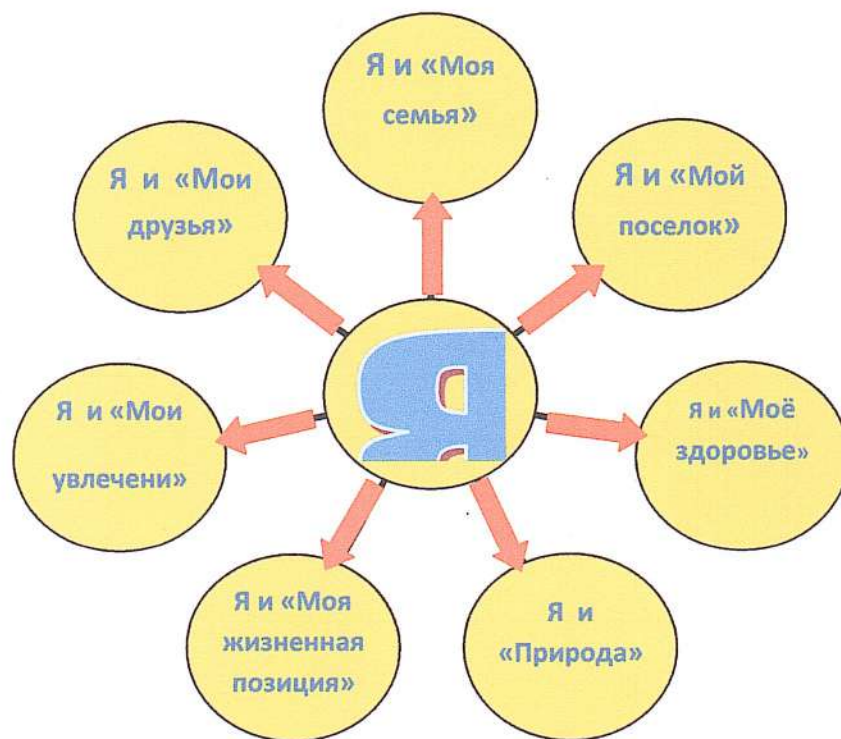 Я и «Моя
семья»
Я и «Мои
друзья»
Я и «Мой
поселок»
Я
Я и «Мои
увлечени»
Я и «Моё
здоровье»
Я и «Моя
жизненная
позиция»
Я и
«Природа»